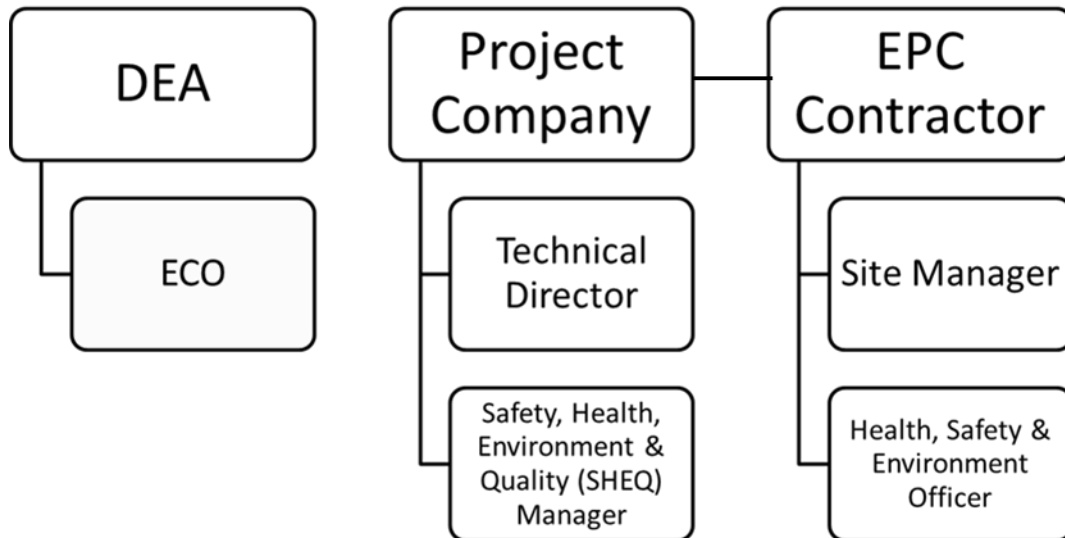 DEA
ECO
Project
Company
Technical
Director
Safety, Health,
Environment &
Quality (SHEQ)
Manager
EPC
Contractor
Site Manager
Health, Safety &
Environment
Officer